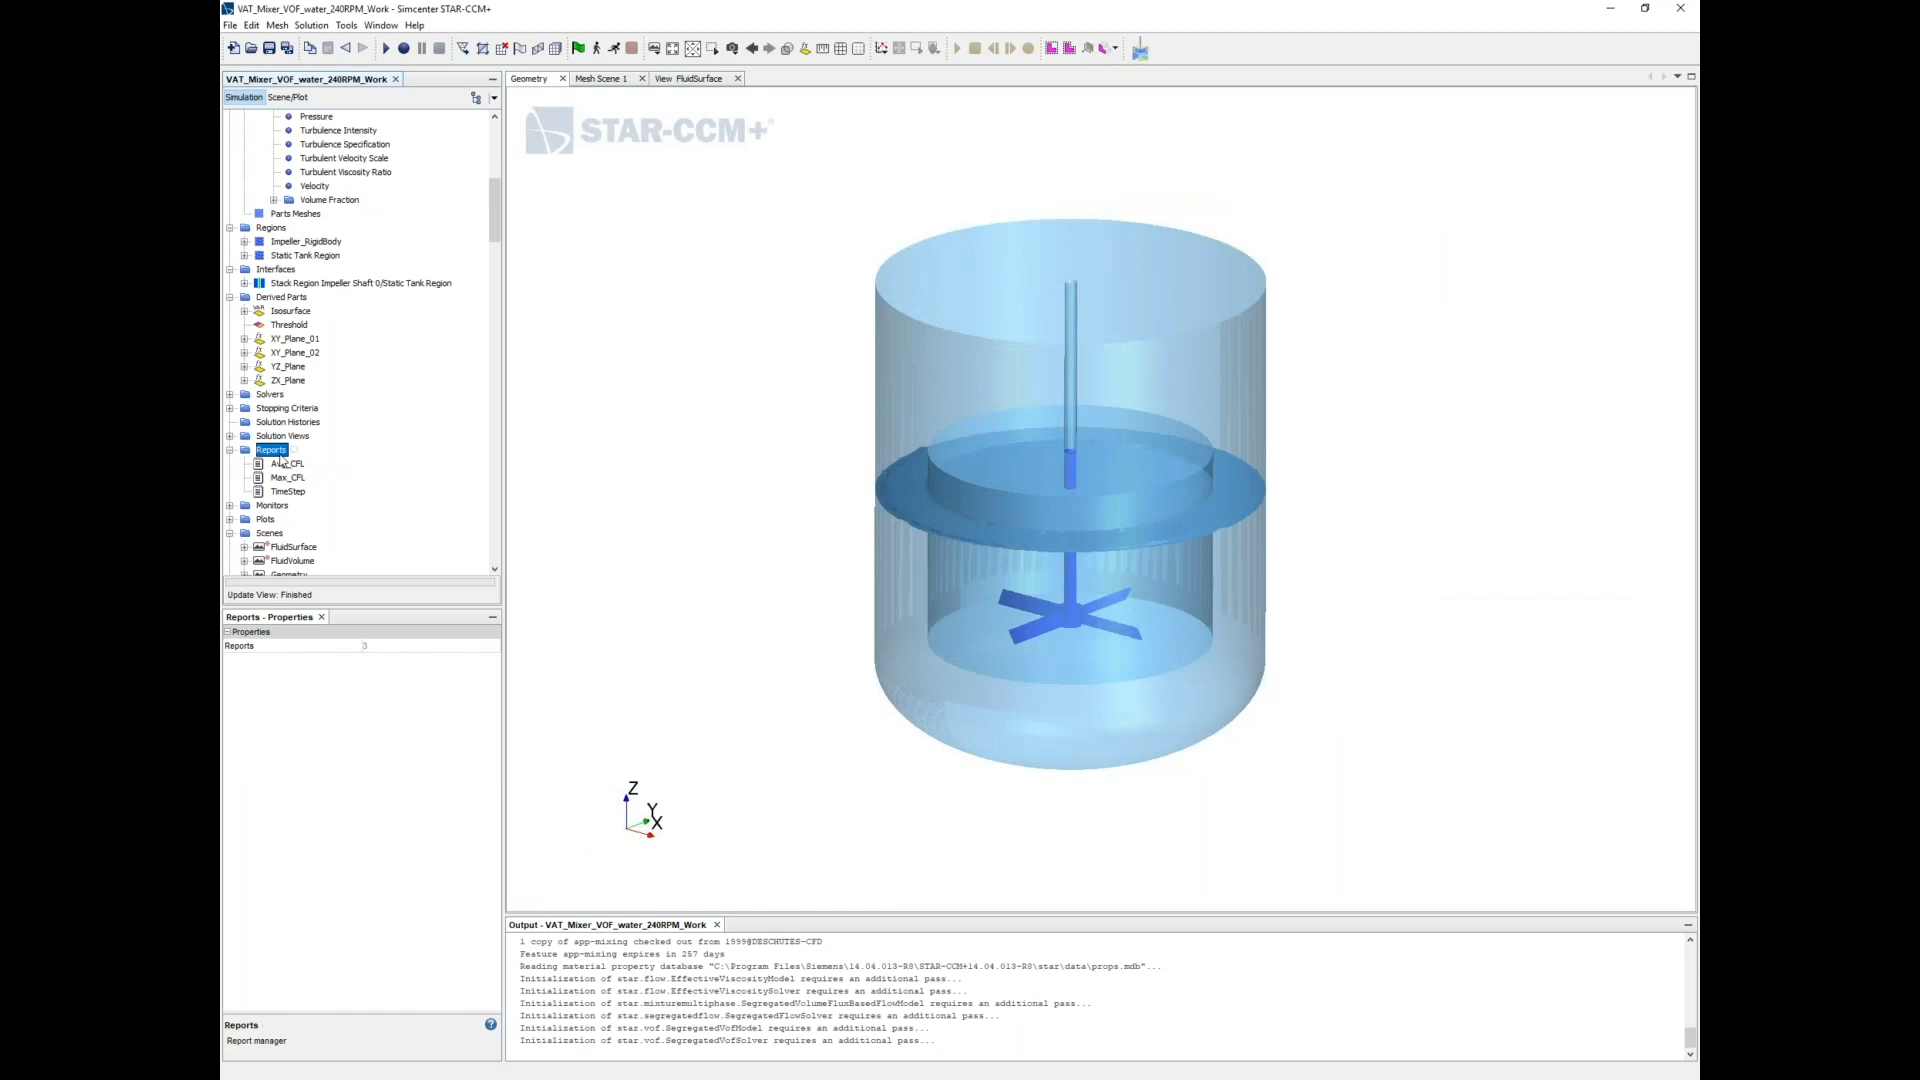 VAT_Mixer_VOF_water_240RPM_Work - Simcenter STAR-CCM+
File Edit Mesh Solution Tools Window Help
VAT_Mixer_VOF_water_240RPM_Work
Geometry Mesh Scene 1 View FluidSurface
Simulation Scene/Plot
Pressure
Turbulence Intensity
Turbulence Specification
Turbulent Velocity Scale
Turbulent Viscosity Ratio
Velocity
Volume Fraction
Parts Meshes
Regions
Impeller_RigidBody
Static Tank Region
Interfaces
Stack Region Impeller Shaft 0/Static Tank Region
Derived Parts
Isosurface
Threshold
XY_Plane_01
XY_Plane_02
YZ_Plane
ZX_Plane
Solvers
Stopping Criteria
Solution Histories
Solution Views
Reports
CFL
Max_CFL
TimeStep
Monitors
Plots
Scenes
FluidSurface
FluidVolume
Geometry
Update View: Finished
Reports - Properties
Properties
Reports 3
Reports
Report manager
STAR-CCM+
Z
Y
X
Output - VAT_Mixer_VOF_water_240RPM_Work
1 copy of app-mixing checked out from 1999@DESCHUTES-CFD
Feature app-mixing expires in 257 days
Reading material property database "C:\Program Files\Siemens\14.04.013-R8\STAR-CCM+14.04.013-R8\star\data\props.mdb"...
Initialization of star.flow.EffectiveViscosityModel requires an additional pass...
Initialization of star.flow.EffectiveViscositySolver requires an additional pass...
Initialization of star.mixturemultiphase.SegregatedVolumeFluxBasedFlowModel requires an additional pass...
Initialization of star.segregatedflow.SegregatedFlowSolver requires an additional pass...
Initialization of star.vof.SegregatedVofModel requires an additional pass...
Initialization of star.vof.SegregatedVofSolver requires an additional pass...